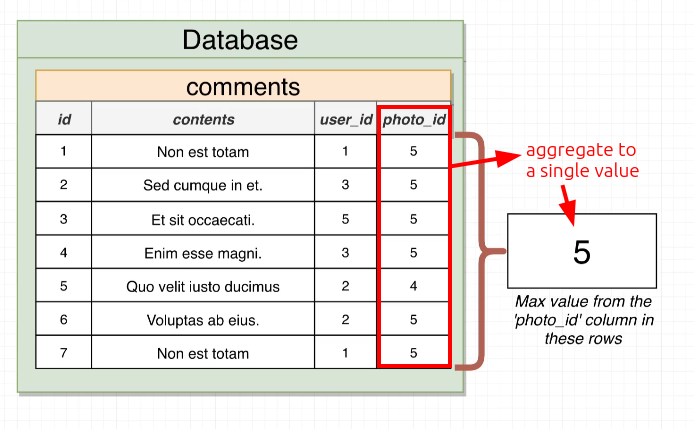 Database
comments
id contents user_id photo_id
1 Non est totam 1 5
2 Sed cumque in et. 3 5
3 Et sit occaecati. 5 5
4 Enim esse magni. 3 5
5 Quo velit iusto ducimus 2 4
6 Voluptas ab eius. 2 5
7 Non est totam 1 5
aggregate to
a single value
5
Max value from the
'photo_id' column in
these rows